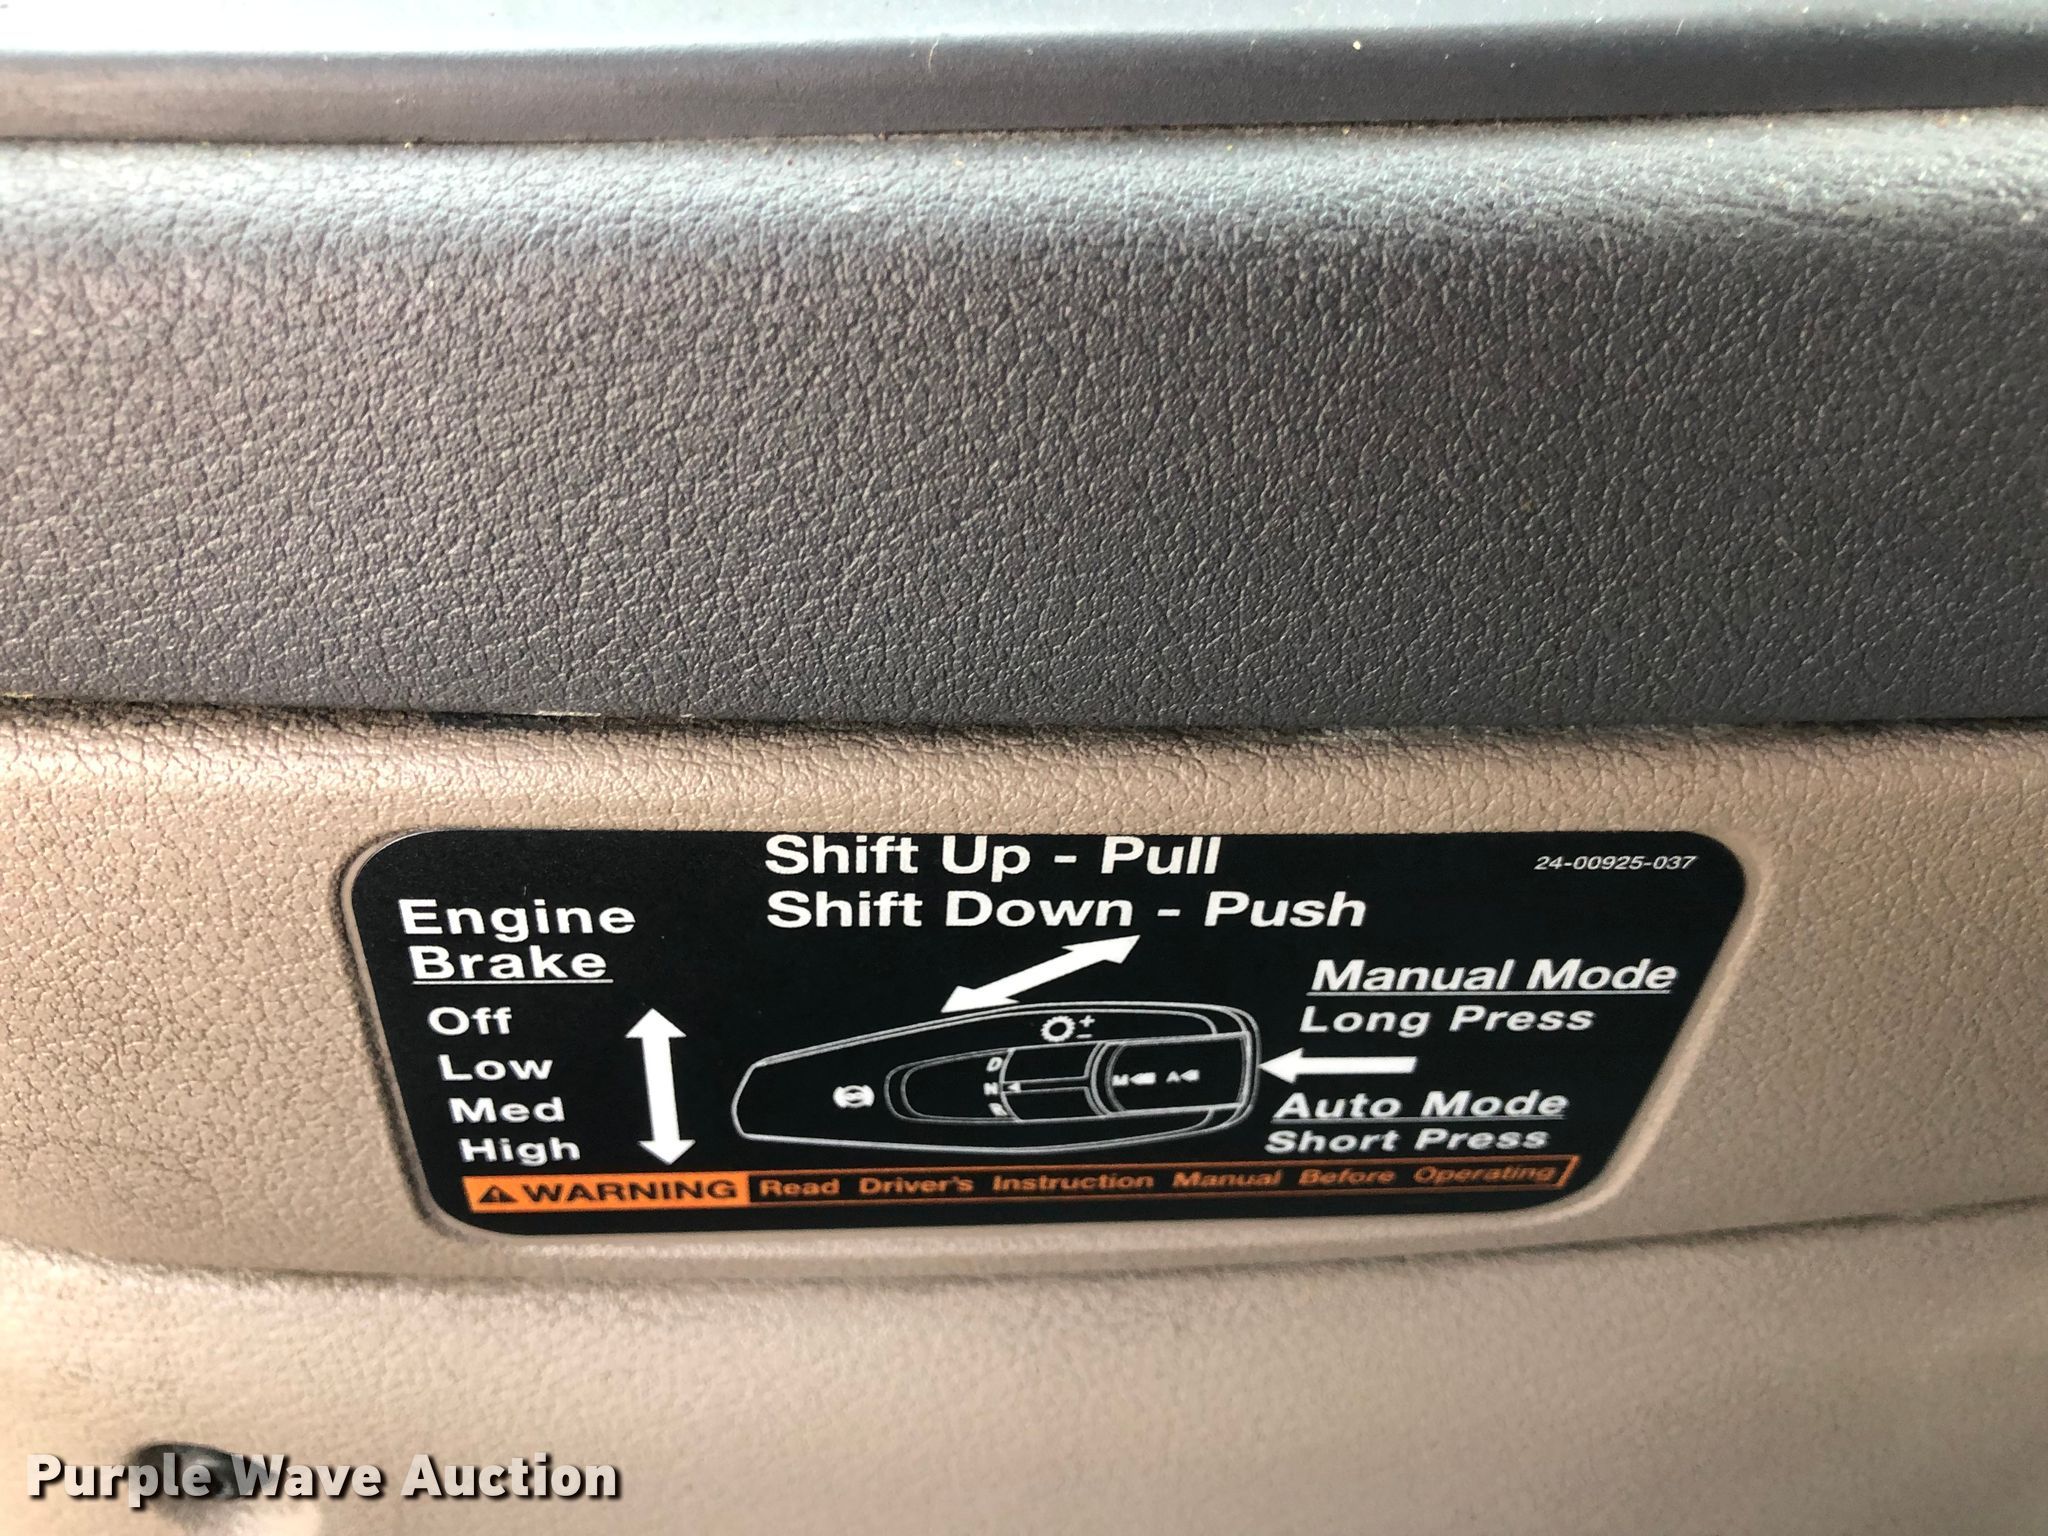 Shift Up - Pull
Shift Down - Push
24-00925-037
Engine
Brake
Off
Low
Med
High
+
-
D
N
R
M A
Manual Mode
Long Press
Auto Mode
Short Press
WARNING Read Driver's Instruction Manual Before Operating
Purple Wave Auction